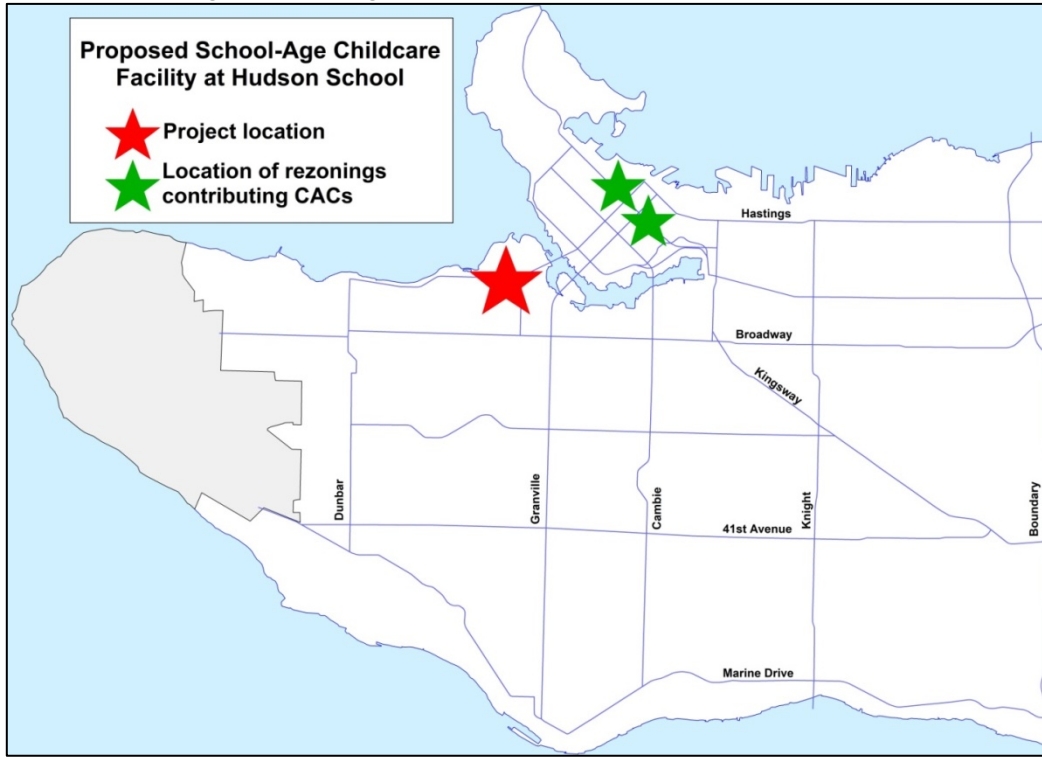 Proposed School-Age Childcare
Facility at Hudson School
Project location
Location of rezonings
contributing CACs
Hastings
Broadway
Kingsway
Dunbar
Granville
Cambie
Knight
Boundary
41st Avenue
Marine Drive